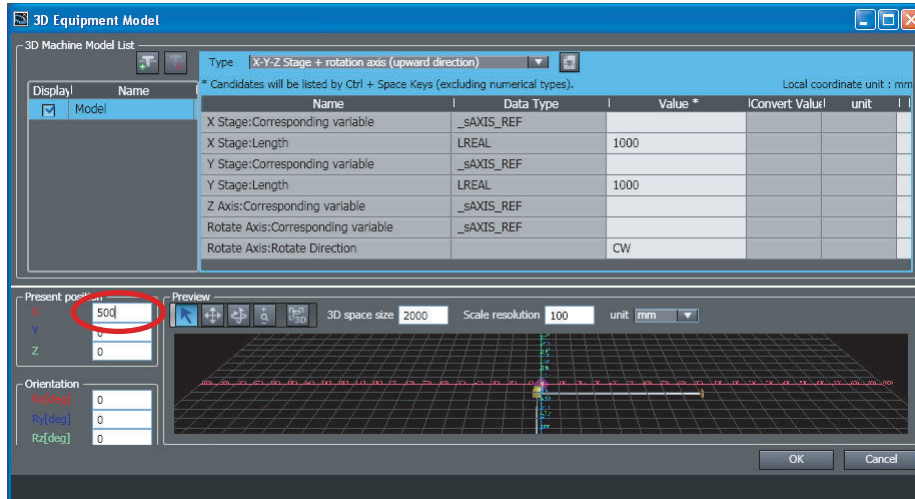 3D Equipment Model
3D Machine Model List
Type X-Y-Z Stage + rotation axis (upward direction)
* Candidates will be listed by Ctrl + Space Keys (excluding numerical types). Local coordinate unit : mm
Display Name
Model
Name Data Type Value * Convert Value unit
X Stage:Corresponding variable _sAXIS_REF
X Stage:Length LREAL 1000
Y Stage:Corresponding variable _sAXIS_REF
Y Stage:Length LREAL 1000
Z Axis:Corresponding variable _sAXIS_REF
Rotate Axis:Corresponding variable _sAXIS_REF
Rotate Axis:Rotate Direction CW
Present position
X 500
Y 0
Z 0
Orientation
Rx[deg] 0
Ry[deg] 0
Rz[deg] 0
Preview
3D space size 2000 Scale resolution 100 unit mm
OK Cancel